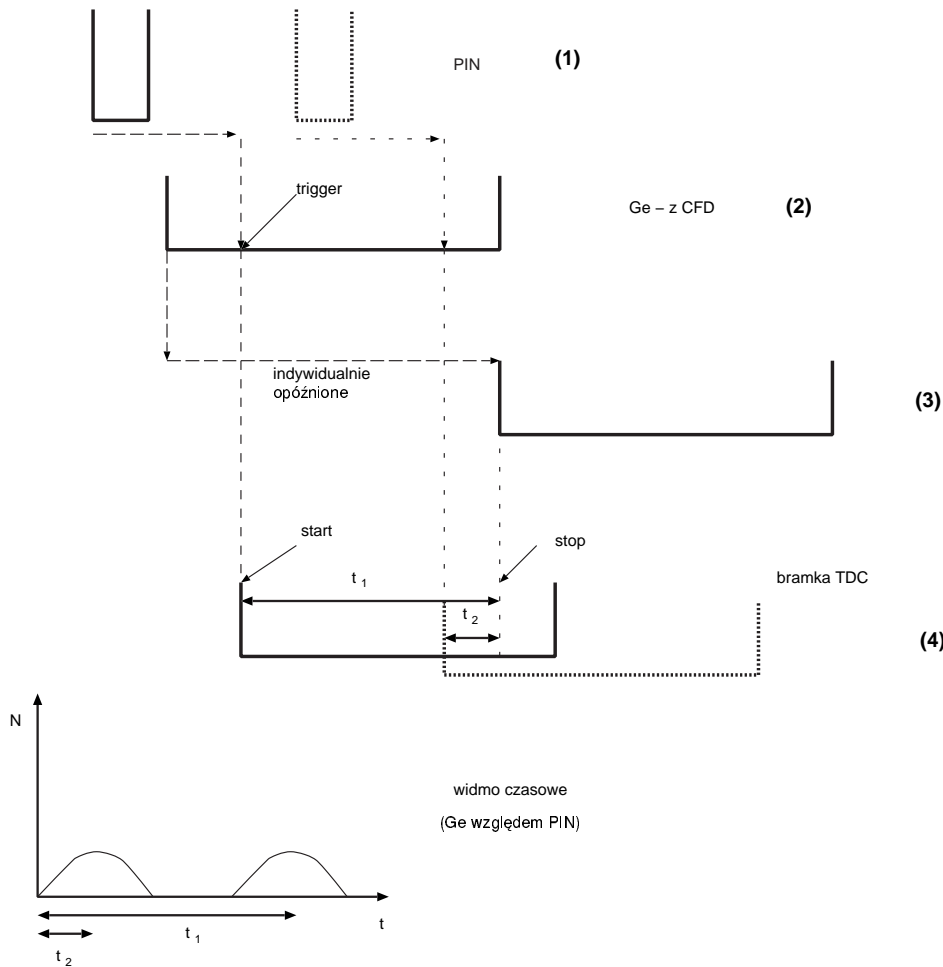 PIN (1)
trigger
Ge – z CFD (2)
indywidualnie
opóźnione
(3)
start
stop
t 1
bramka TDC
t 2
(4)
N
widmo czasowe
(Ge względem PIN)
t
t 1
t 2